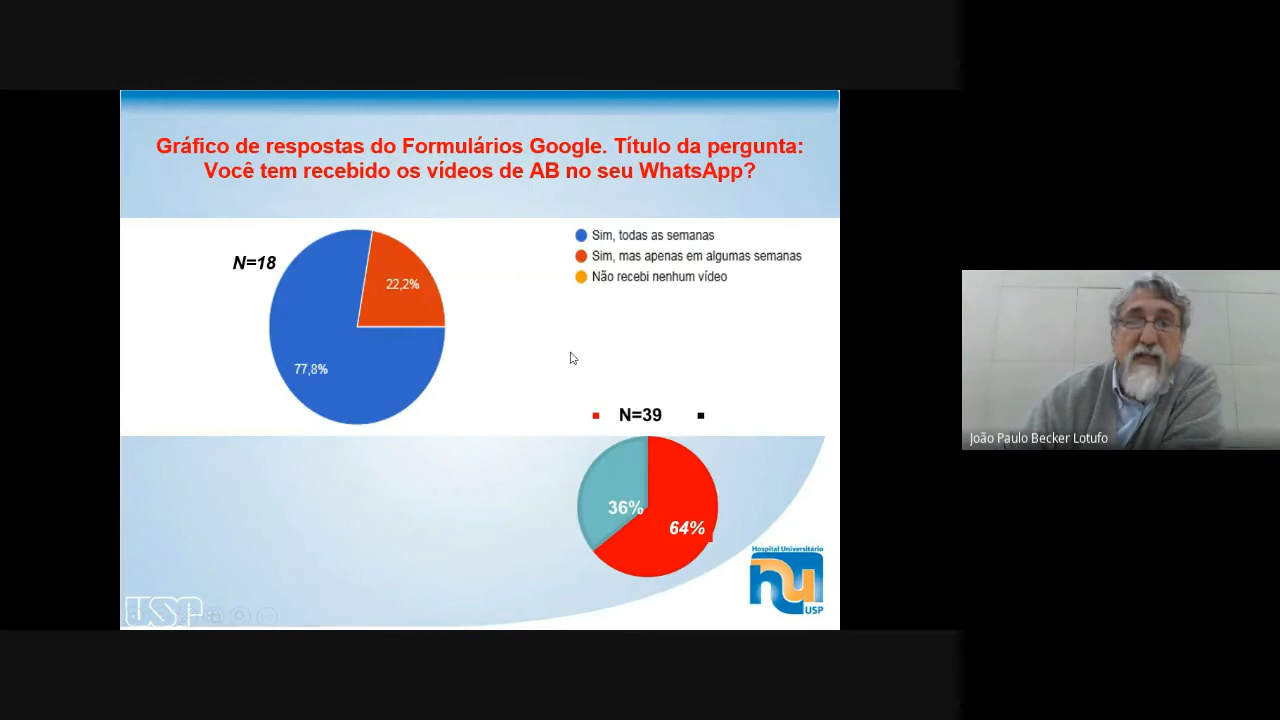 Gráfico de respostas do Formulários Google. Título da pergunta:
Você tem recebido os vídeos de AB no seu WhatsApp?
N=18
22,2%
77,8%
Sim, todas as semanas
Sim, mas apenas em algumas semanas
Não recebi nenhum vídeo
N=39
36%
64%
Hospital Universitário
hu
USP
USP
João Paulo Becker Lotufo